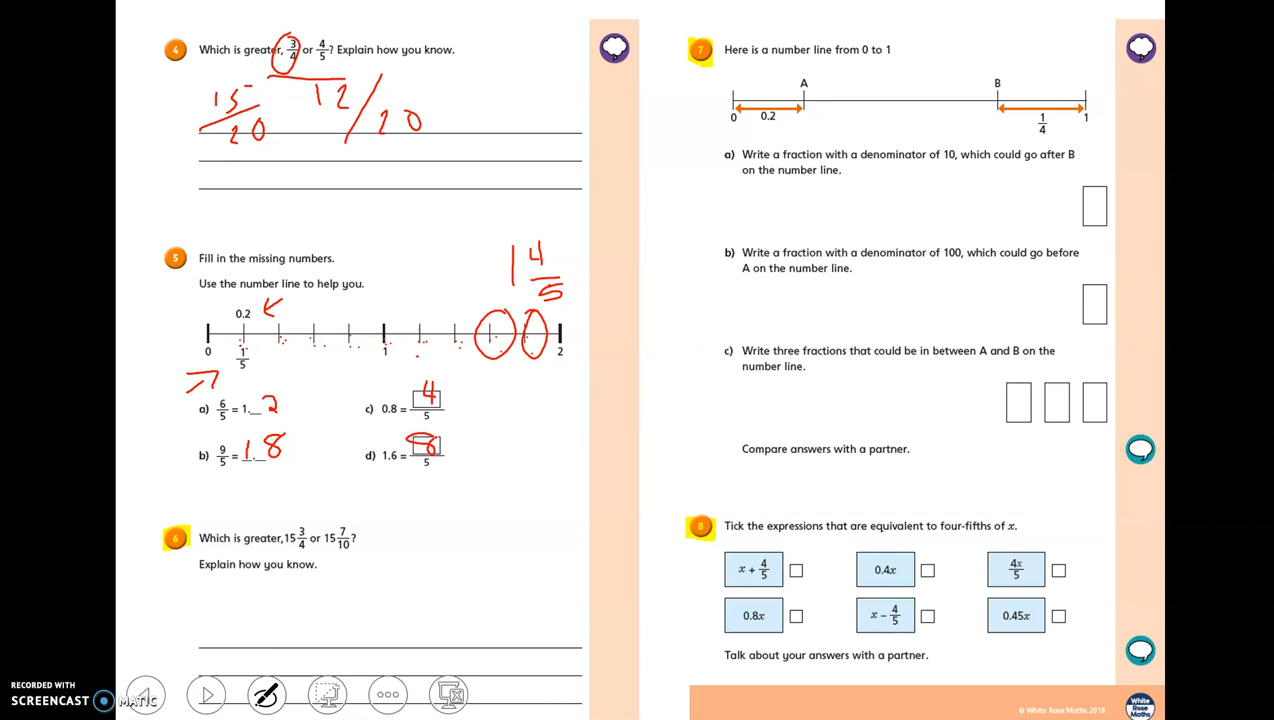 4 Which is greater, 3/4 or 4/5? Explain how you know.
15/20 12/20
5 Fill in the missing numbers.
Use the number line to help you.
1 4/5
0.2
0 1/5 1 2
a) 6/5 = 1._ 2
c) 0.8 = 4/5
b) 9/5 = 1.8
d) 1.6 = 8/5
6 Which is greater, 15 3/4 or 15 7/10?
Explain how you know.
7 Here is a number line from 0 to 1
A B
0 0.2 1/4 1
a) Write a fraction with a denominator of 10, which could go after B
on the number line.
b) Write a fraction with a denominator of 100, which could go before
A on the number line.
c) Write three fractions that could be in between A and B on the
number line.
Compare answers with a partner.
8 Tick the expressions that are equivalent to four-fifths of x.
x + 4/5 0.4x 4x/5
0.8x x − 4/5 0.45x
Talk about your answers with a partner.
© White Rose Maths 2019
White Rose Maths
RECORDED WITH
SCREENCAST MATIC